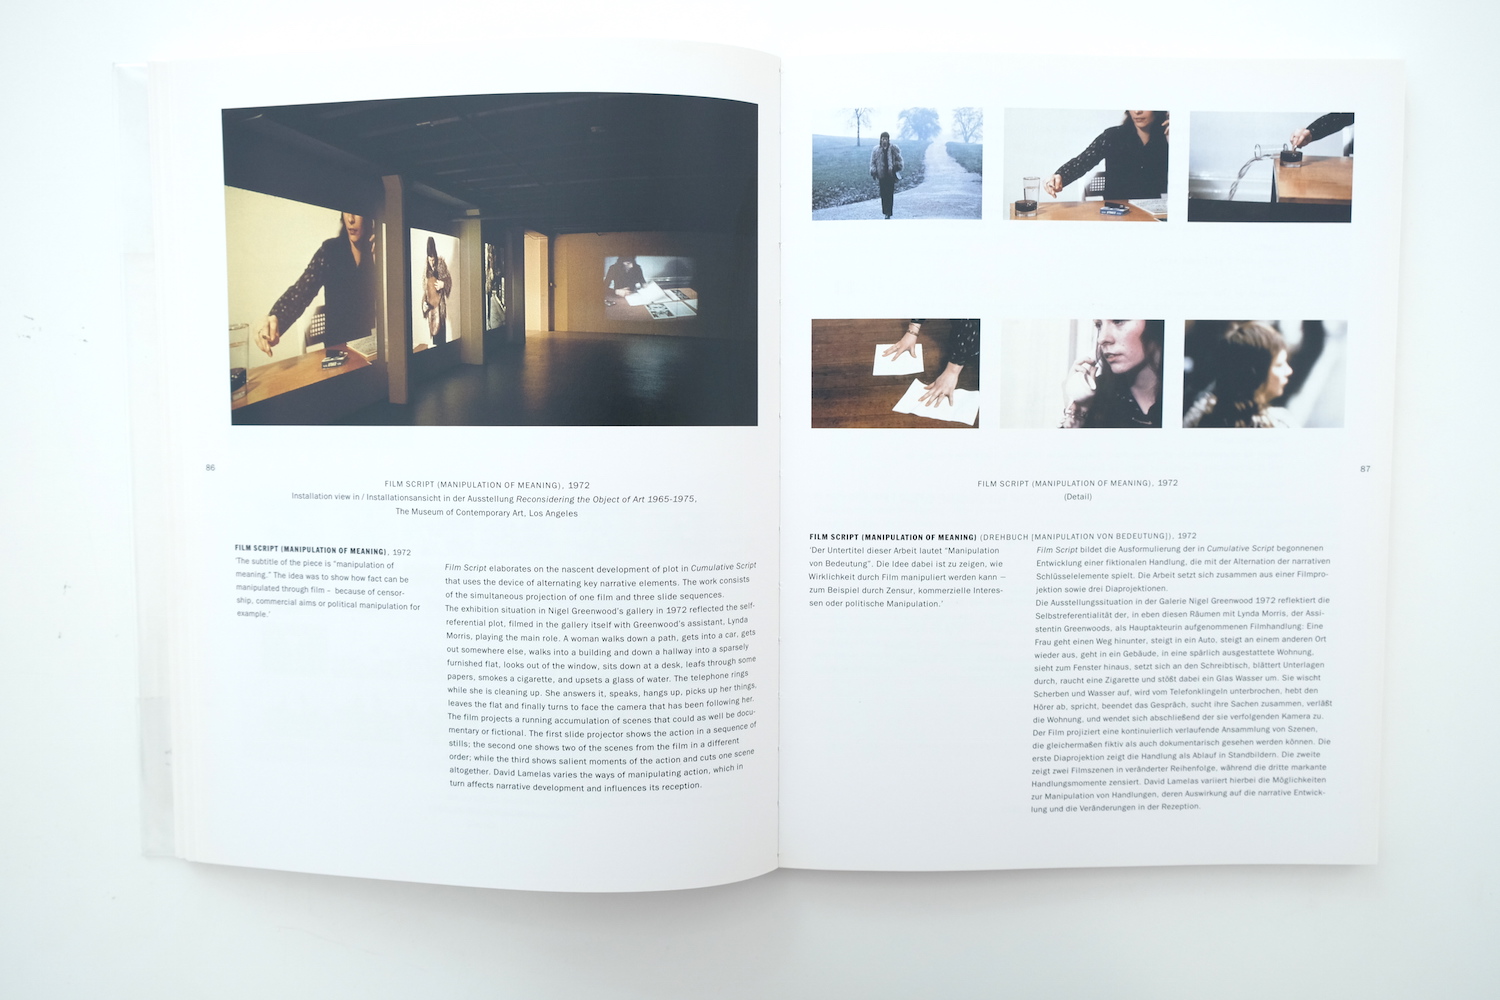 86
FILM SCRIPT (MANIPULATION OF MEANING), 1972
Installation view in / Installationsansicht in der Ausstellung Reconsidering the Object of Art 1965-1975,
The Museum of Contemporary Art, Los Angeles
FILM SCRIPT (MANIPULATION OF MEANING), 1972
'The subtitle of the piece is "manipulation of
meaning." The idea was to show how fact can be
manipulated through film – because of censor-
ship, commercial aims or political manipulation for
example.'
Film Script elaborates on the nascent development of plot in Cumulative Script
that uses the device of alternating key narrative elements. The work consists
of the simultaneous projection of one film and three slide sequences.
The exhibition situation in Nigel Greenwood's gallery in 1972 reflected the self-
referential plot, filmed in the gallery itself with Greenwood's assistant, Lynda
Morris, playing the main role. A woman walks down a path, gets into a car, gets
out somewhere else, walks into a building and down a hallway into a sparsely
furnished flat, looks out of the window, sits down at a desk, leafs through some
papers, smokes a cigarette, and upsets a glass of water. The telephone rings
while she is cleaning up. She answers it, speaks, hangs up, picks up her things,
leaves the flat and finally turns to face the camera that has been following her.
The film projects a running accumulation of scenes that could as well be docu-
mentary or fictional. The first slide projector shows the action in a sequence of
stills; the second one shows two of the scenes from the film in a different
order; while the third shows salient moments of the action and cuts one scene
altogether. David Lamelas varies the ways of manipulating action, which in
turn affects narrative development and influences its reception.
87
FILM SCRIPT (MANIPULATION OF MEANING), 1972
(Detail)
FILM SCRIPT (MANIPULATION OF MEANING) (DREHBUCH [MANIPULATION VON BEDEUTUNG]), 1972
'Der Untertitel dieser Arbeit lautet "Manipulation
von Bedeutung". Die Idee dabei ist zu zeigen, wie
Wirklichkeit durch Film manipuliert werden kann –
zum Beispiel durch Zensur, kommerzielle Interes-
sen oder politische Manipulation.'
Film Script bildet die Ausformulierung der in Cumulative Script begonnenen
Entwicklung einer fiktionalen Handlung, die mit der Alternation der narrativen
Schlüsselelemente spielt. Die Arbeit setzt sich zusammen aus einer Filmpro-
jektion sowie drei Diaprojektionen.
Die Ausstellungssituation in der Galerie Nigel Greenwood 1972 reflektiert die
Selbstreferentialität der, in eben diesen Räumen mit Lynda Morris, der Assi-
stentin Greenwoods, als Hauptakteurin aufgenommenen Filmhandlung: Eine
Frau geht einen Weg hinunter, steigt in ein Auto, steigt an einem anderen Ort
wieder aus, geht in ein Gebäude, in eine spärlich ausgestattete Wohnung,
sieht zum Fenster hinaus, setzt sich an den Schreibtisch, blättert Unterlagen
durch, raucht eine Zigarette und stößt dabei ein Glas Wasser um. Sie wischt
Scherben und Wasser auf, wird vom Telefonklingeln unterbrochen, hebt den
Hörer ab, spricht, beendet das Gespräch, sucht ihre Sachen zusammen, verläßt
die Wohnung, und wendet sich abschließend der sie verfolgenden Kamera zu.
Der Film projiziert eine kontinuierlich verlaufende Ansammlung von Szenen,
die gleichermaßen fiktiv als auch dokumentarisch gesehen werden können. Die
erste Diaprojektion zeigt die Handlung als Ablauf in Standbildern. Die zweite
zeigt zwei Filmszenen in veränderter Reihenfolge, während die dritte markante
Handlungsmomente zensiert. David Lamelas variiert hierbei die Möglichkeiten
zur Manipulation von Handlungen, deren Auswirkung auf die narrative Entwick-
lung und die Veränderungen in der Rezeption.